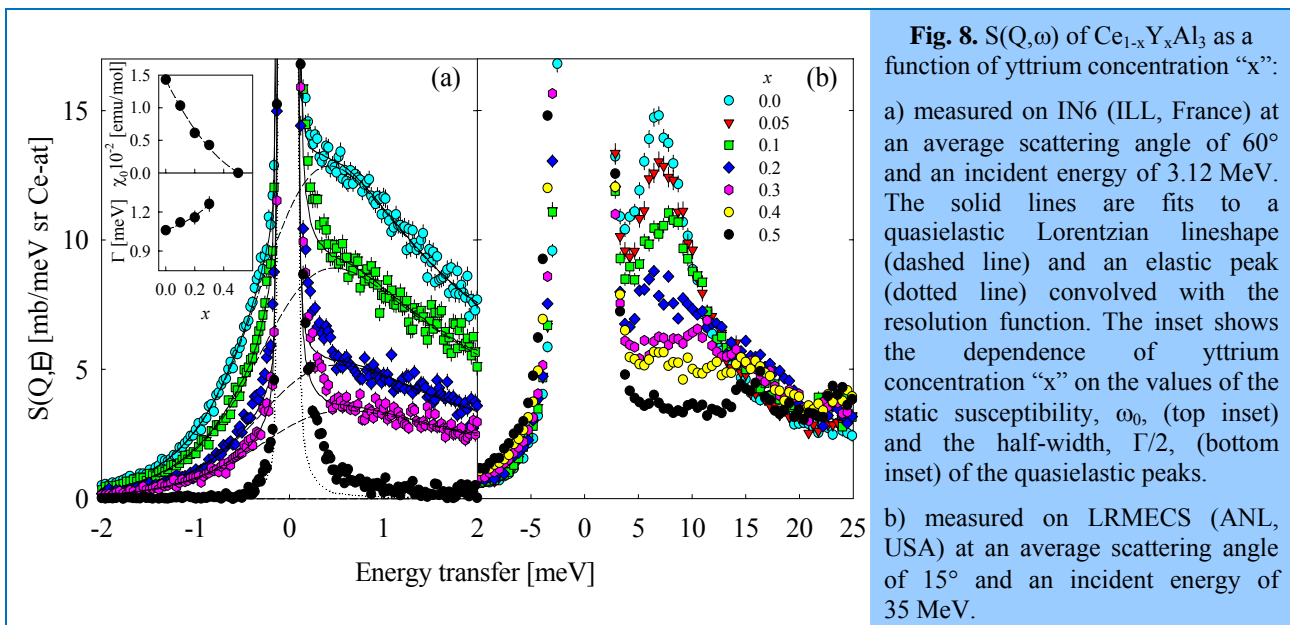 (a)
(b)
S(Q,E) [mb/meV sr Ce-at]
15
10
5
0
χ₀10⁻² [emu/mol]
1.5
1.0
0.5
0.0
Γ [meV]
1.2
0.9
0.0 0.2 0.4
x
x
0.0
0.05
0.1
0.2
0.3
0.4
0.5
-2 -1 0 1 2 -5 0 5 10 15 20 25
Energy transfer [meV]
Fig. 8. S(Q,ω) of Ce₁₋ₓYₓAl₃ as a
function of yttrium concentration “x”:
a) measured on IN6 (ILL, France) at
an average scattering angle of 60°
and an incident energy of 3.12 MeV.
The solid lines are fits to a
quasielastic Lorentzian lineshape
(dashed line) and an elastic peak
(dotted line) convolved with the
resolution function. The inset shows
the dependence of yttrium
concentration “x” on the values of the
static susceptibility, ω₀, (top inset)
and the half-width, Γ/2, (bottom
inset) of the quasielastic peaks.
b) measured on LRMECS (ANL,
USA) at an average scattering angle
of 15° and an incident energy of
35 MeV.